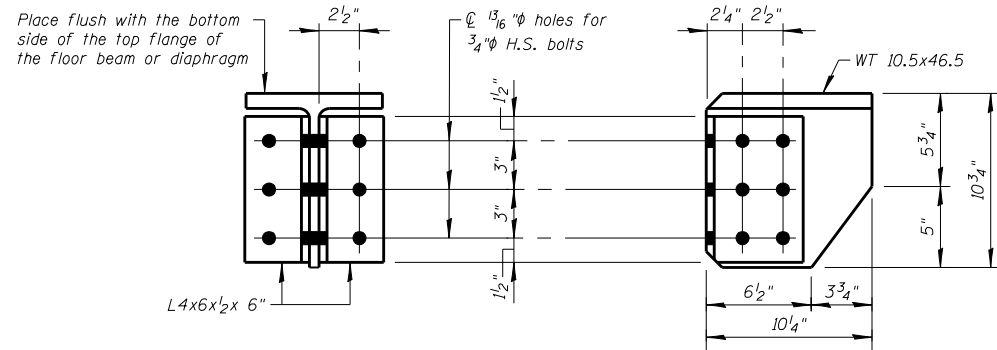 Place flush with the bottom
side of the top flange of
the floor beam or diaphragm
2½"
℄ 13/16 "φ holes for
¾"φ H.S. bolts
2¼" 2½"
WT 10.5x46.5
1½"
3"
3"
1½"
5¾"
5"
10¾"
L4x6x½x 6"
6½"
3¾"
10¼"